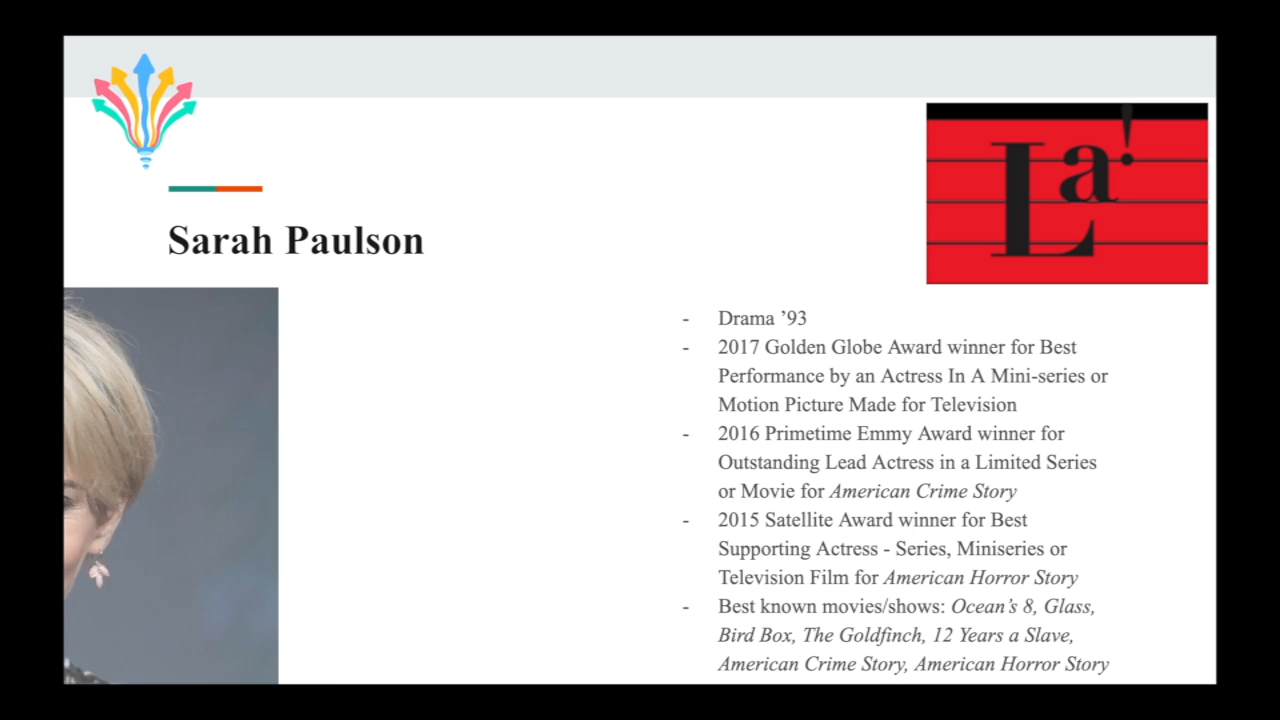 La!
Sarah Paulson
- Drama ’93
- 2017 Golden Globe Award winner for Best
Performance by an Actress In A Mini-series or
Motion Picture Made for Television
- 2016 Primetime Emmy Award winner for
Outstanding Lead Actress in a Limited Series
or Movie for American Crime Story
- 2015 Satellite Award winner for Best
Supporting Actress - Series, Miniseries or
Television Film for American Horror Story
- Best known movies/shows: Ocean’s 8, Glass,
Bird Box, The Goldfinch, 12 Years a Slave,
American Crime Story, American Horror Story